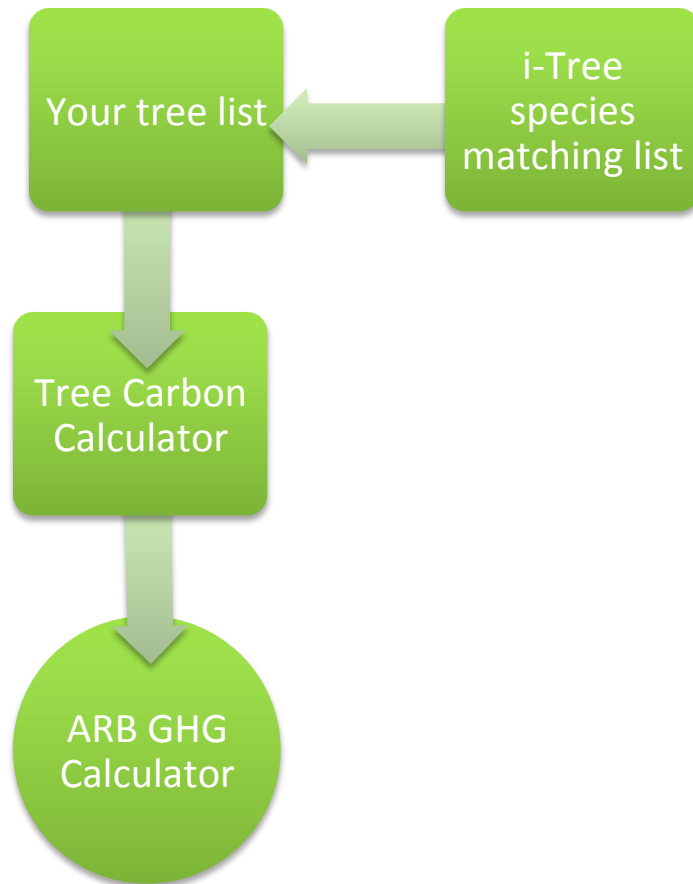 Your tree list
i-Tree
species
matching list
Tree Carbon
Calculator
ARB GHG
Calculator